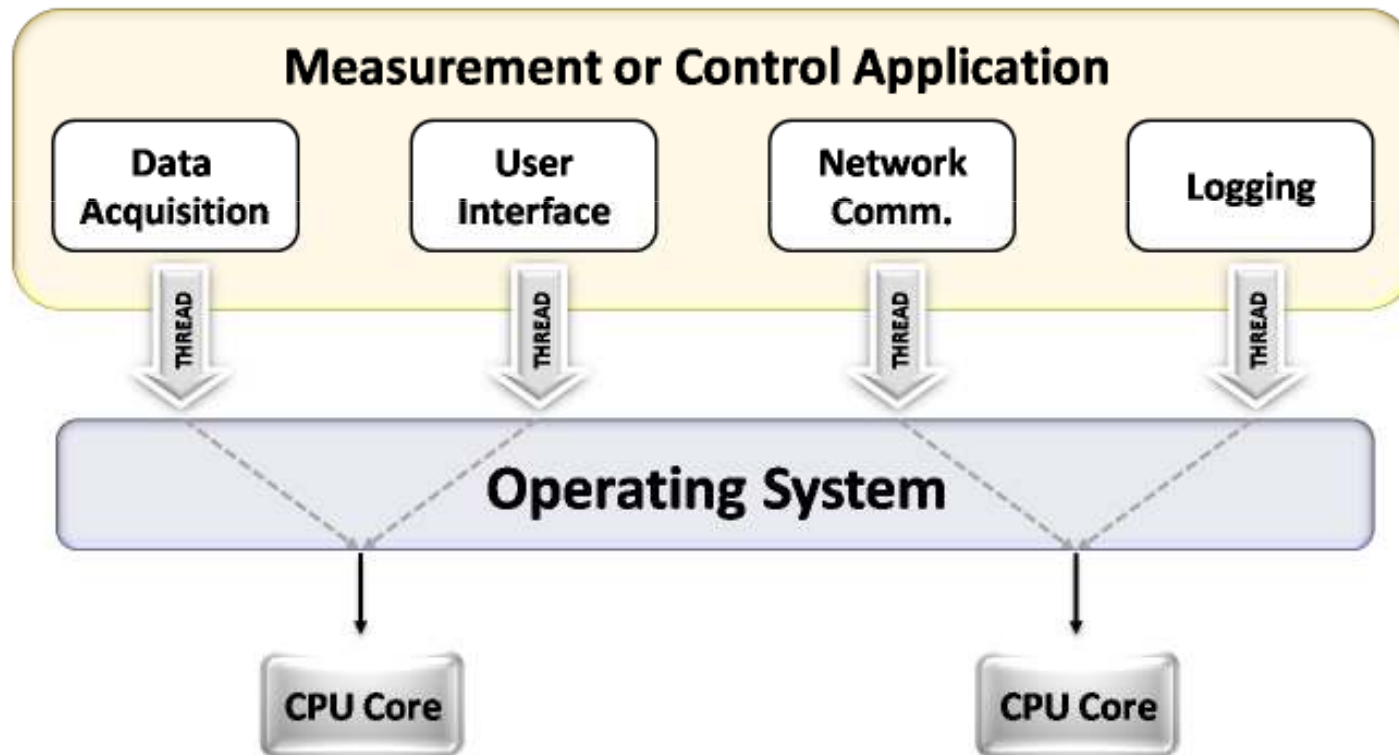 Measurement or Control Application
Data
Acquisition
User
Interface
Network
Comm.
Logging
THREAD
THREAD
THREAD
THREAD
Operating System
CPU Core
CPU Core